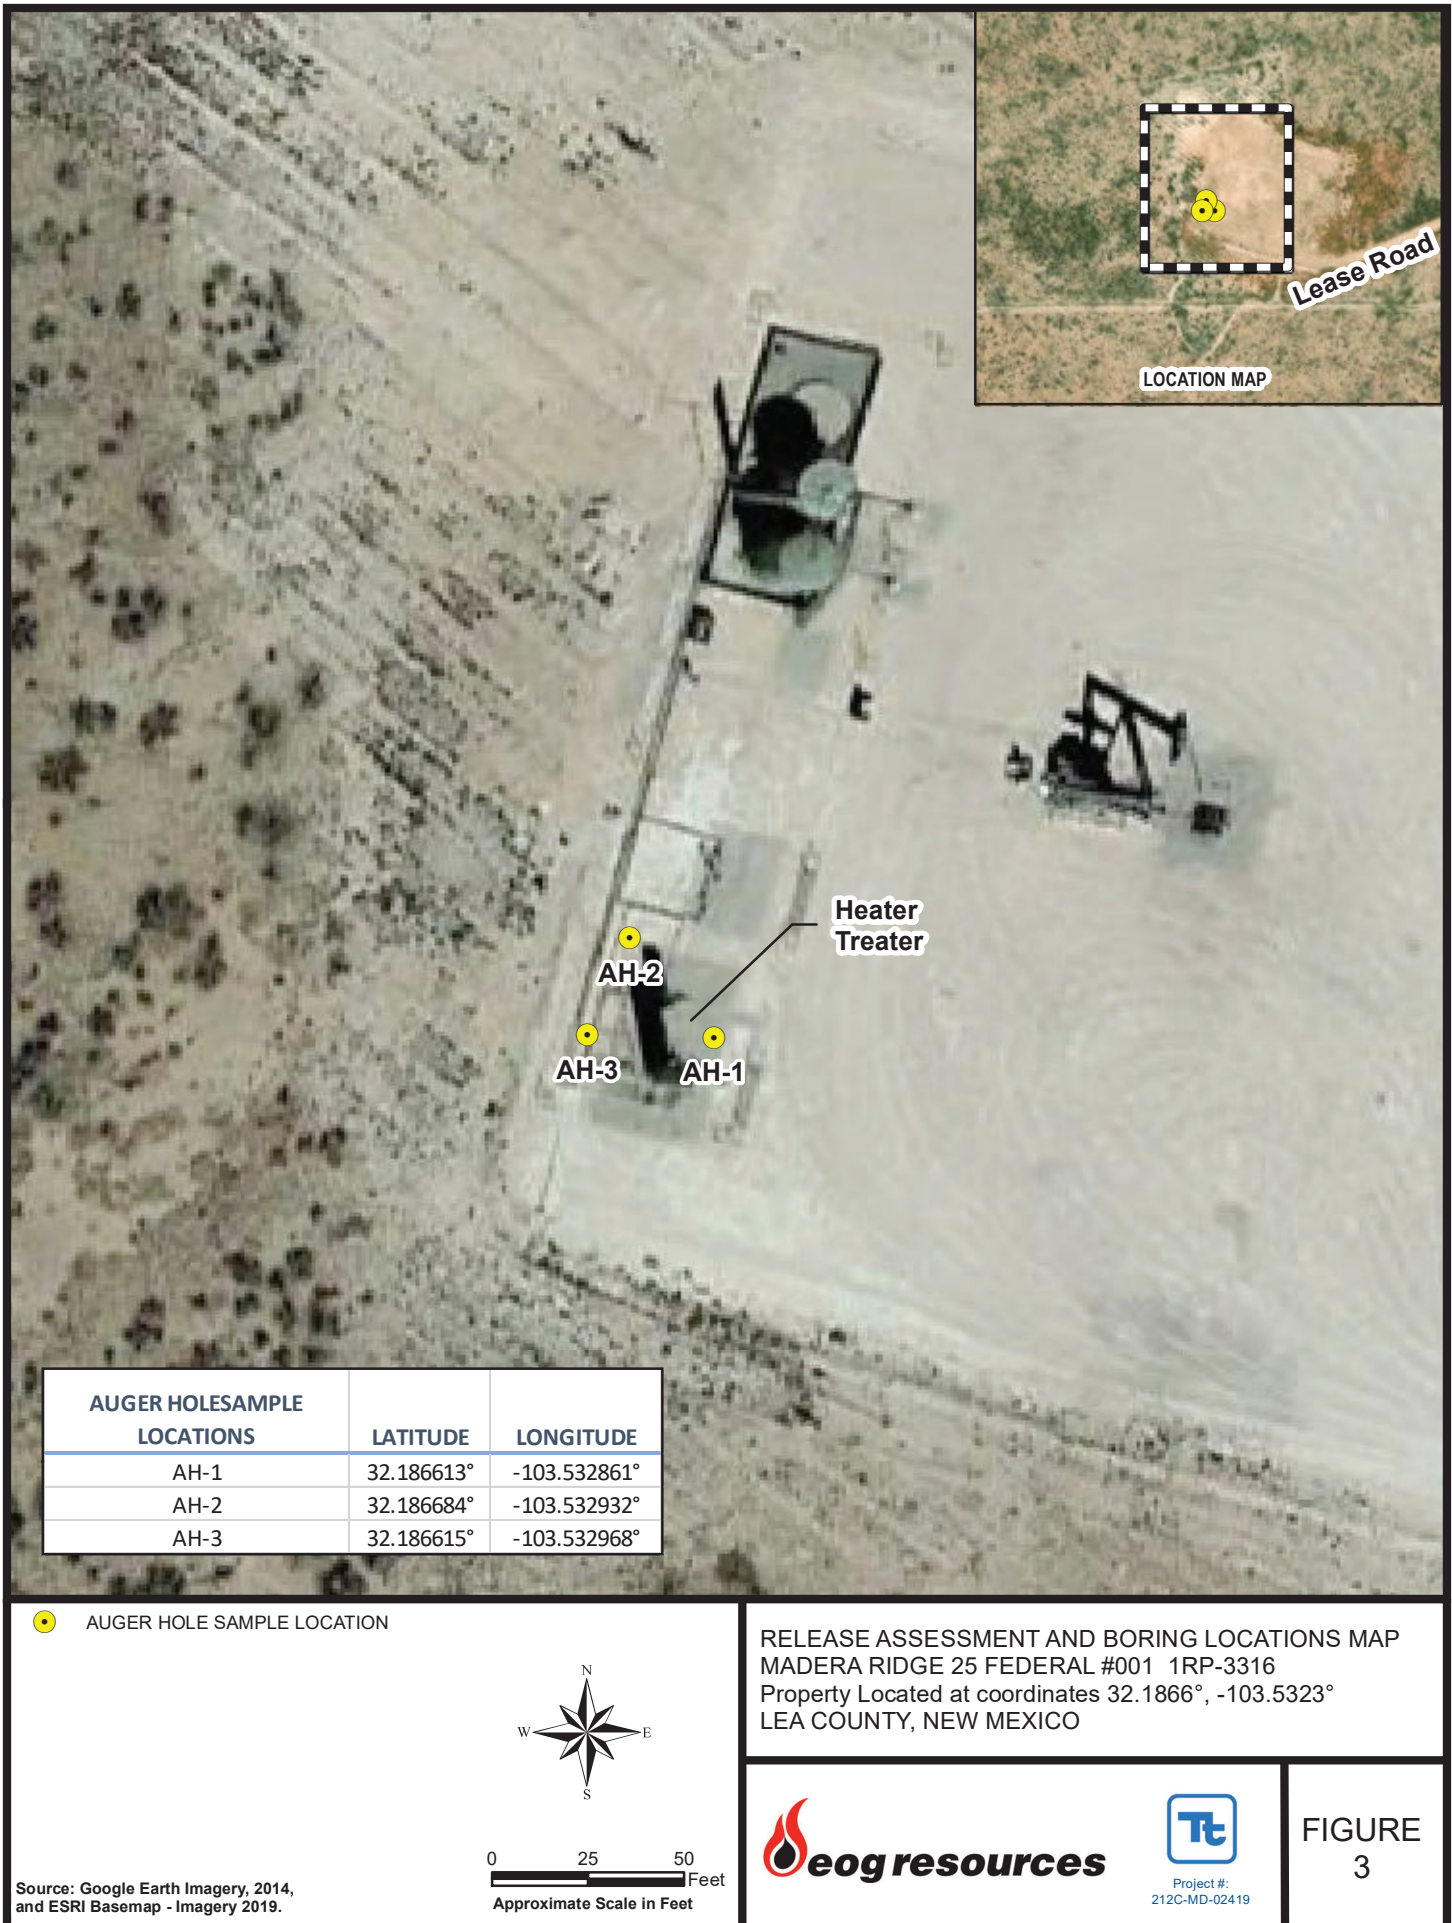 Lease Road
LOCATION MAP
Heater
Treater
AH-2
AH-3
AH-1
AUGER HOLESAMPLE
LOCATIONS LATITUDE LONGITUDE
AH-1 32.186613° -103.532861°
AH-2 32.186684° -103.532932°
AH-3 32.186615° -103.532968°
AUGER HOLE SAMPLE LOCATION
N
W E
S
0 25 50
Feet
Approximate Scale in Feet
Source: Google Earth Imagery, 2014,
and ESRI Basemap - Imagery 2019.
RELEASE ASSESSMENT AND BORING LOCATIONS MAP
MADERA RIDGE 25 FEDERAL #001 1RP-3316
Property Located at coordinates 32.1866°, -103.5323°
LEA COUNTY, NEW MEXICO
eog resources
Tt
Project #:
212C-MD-02419
FIGURE
3